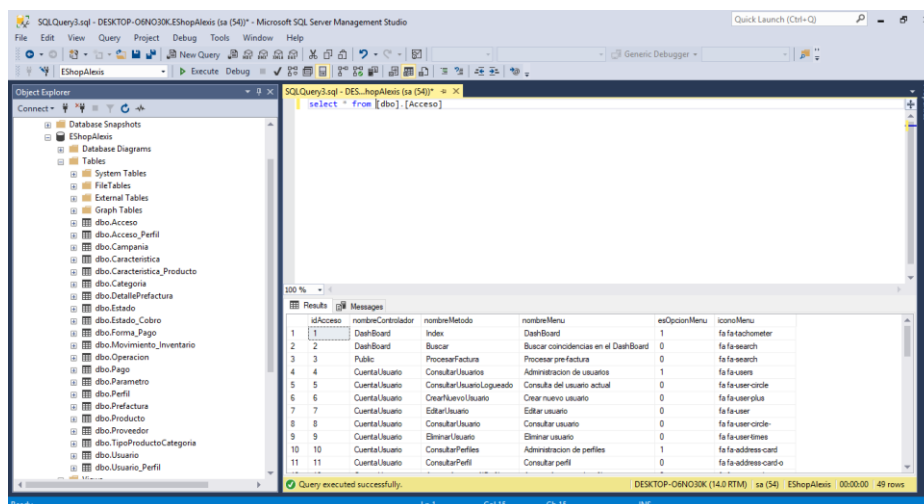 SQLQuery3.sql - DESKTOP-O6NO30K.EShopAlexis (sa (54))* - Microsoft SQL Server Management Studio
Quick Launch (Ctrl+Q)
File Edit View Query Project Debug Tools Window Help
New Query
Generic Debugger
EShopAlexis
Execute Debug
Object Explorer
SQLQuery3.sql - DES...hopAlexis (sa (54))*
Connect
select * from [dbo].[Acceso]
Database Snapshots
EShopAlexis
Database Diagrams
Tables
System Tables
FileTables
External Tables
Graph Tables
dbo.Acceso
dbo.Acceso_Perfil
dbo.Campania
dbo.Caracteristica
dbo.Caracteristica_Producto
dbo.Categoria
dbo.DetallePrefactura
dbo.Estado
dbo.Estado_Cobro
dbo.Forma_Pago
dbo.Movimiento_Inventario
dbo.Operacion
dbo.Pago
dbo.Parametro
dbo.Perfil
dbo.Prefactura
dbo.Producto
dbo.Proveedor
dbo.TipoProductoCategoria
dbo.Usuario
dbo.Usuario_Perfil
Views
100 %
Results Messages
idAcceso nombreControlador nombreMetodo nombreMenu esOpcionMenu iconoMenu
1 1 DashBoard Index DashBoard 1 fa fa-tachometer
2 2 DashBoard Buscar Buscar coincidencias en el DashBoard 0 fa fa-search
3 3 Public ProcesarFactura Procesar pre-factura 0 fa fa-search
4 4 CuentaUsuario ConsultarUsuarios Administracion de usuarios 1 fa fa-users
5 5 CuentaUsuario ConsultarUsuarioLogueado Consulta del usuario actual 0 fa fa-user-circle
6 6 CuentaUsuario CrearNuevoUsuario Crear nuevo usuario 0 fa fa-user-plus
7 7 CuentaUsuario EditarUsuario Editar usuario 0 fa fa-user
8 8 CuentaUsuario ConsultarUsuario Consultar usuario 0 fa fa-user-circle-
9 9 CuentaUsuario EliminarUsuario Eliminar usuario 0 fa fa-user-times
10 10 CuentaUsuario ConsultarPerfiles Administracion de perfiles 1 fa fa-address-card
11 11 CuentaUsuario ConsultarPerfil Consultar perfil 0 fa fa-address-card-o
Query executed successfully.
DESKTOP-O6NO30K (14.0 RTM) sa (54) EShopAlexis 00:00:00 49 rows